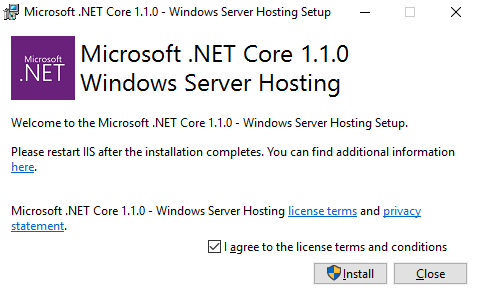 Microsoft .NET Core 1.1.0 - Windows Server Hosting Setup
Microsoft
.NET
Microsoft .NET Core 1.1.0
Windows Server Hosting
Welcome to the Microsoft .NET Core 1.1.0 - Windows Server Hosting Setup.
Please restart IIS after the installation completes. You can find additional information
here.
Microsoft .NET Core 1.1.0 - Windows Server Hosting license terms and privacy
statement.
I agree to the license terms and conditions
Install
Close